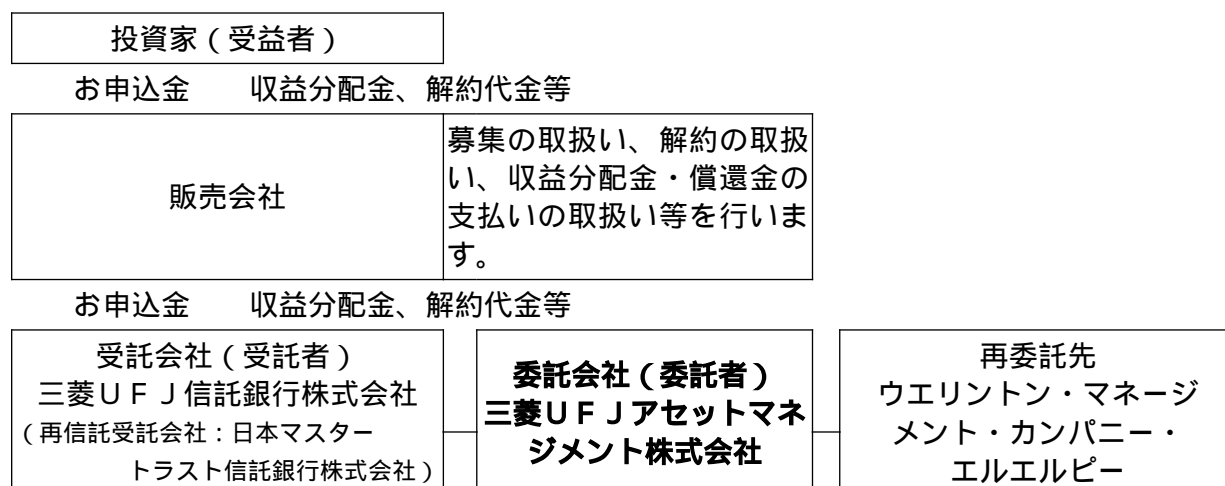 投資家（受益者）
お申込金　　収益分配金、解約代金等
販売会社
募集の取扱い、解約の取扱
い、収益分配金・償還金の
支払いの取扱い等を行いま
す。
お申込金　　収益分配金、解約代金等
受託会社（受託者）
三菱ＵＦＪ信託銀行株式会社
（再信託受託会社：日本マスター
トラスト信託銀行株式会社）
委託会社（委託者）
三菱ＵＦＪアセットマネ
ジメント株式会社
再委託先
ウエリントン・マネージ
メント・カンパニー・
エルエルピー